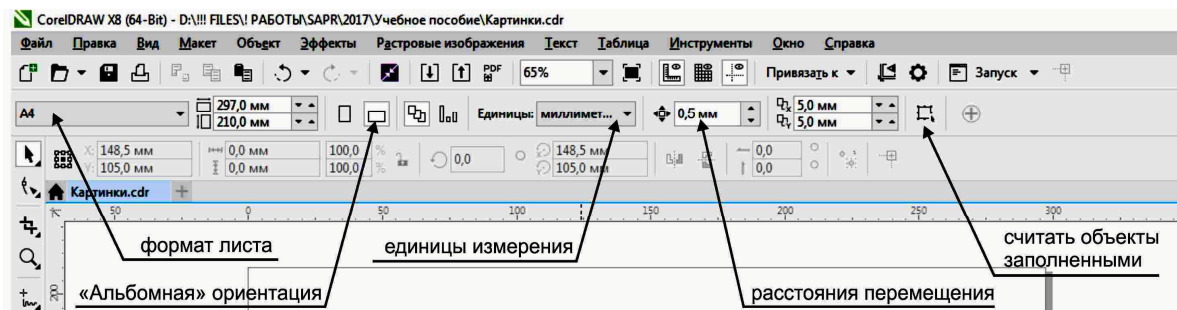 CorelDRAW X8 (64-Bit) - D:\!!! FILES\! РАБОТЫ\SAPR\2017\Учебное пособие\Картинки.cdr
Файл Правка Вид Макет Объект Эффекты Растровые изображения Текст Таблица Инструменты Окно Справка
PDF 65% Привязать к Запуск
A4 297,0 мм 210,0 мм Единицы: миллимет... 0,5 мм 5,0 мм 5,0 мм
X: 148,5 мм 0,0 мм 100,0 % 0,0 148,5 мм 0,0
Y: 105,0 мм 0,0 мм 100,0 % 105,0 мм 0,0
Картинки.cdr
50 0 50 100 150 200 250 300
формат листа
единицы измерения
считать объекты
заполненными
200
«Альбомная» ориентация
расстояния перемещения